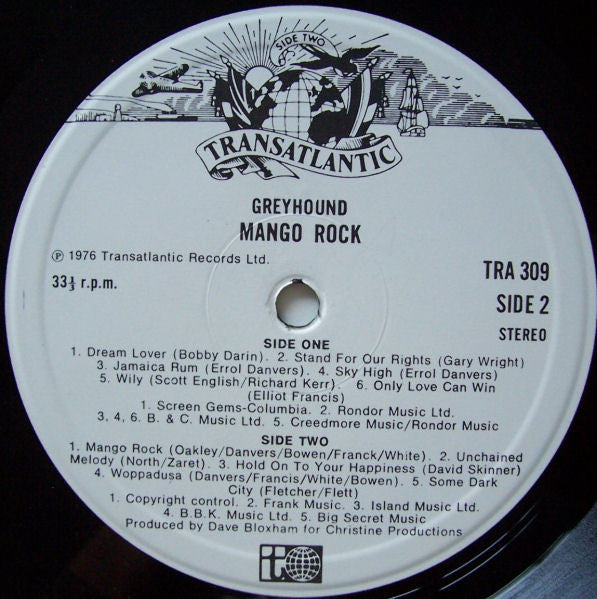 SIDE TWO
TRANSATLANTIC
GREYHOUND
MANGO ROCK
℗ 1976 Transatlantic Records Ltd.
33⅓ r.p.m.
TRA 309
SIDE 2
STEREO
SIDE ONE
1. Dream Lover (Bobby Darin). 2. Stand For Our Rights (Gary Wright)
3. Jamaica Rum (Errol Danvers). 4. Sky High (Errol Danvers)
5. Wily (Scott English/Richard Kerr). 6. Only Love Can Win
(Elliot Francis)
1. Screen Gems-Columbia. 2. Rondor Music Ltd.
3, 4, 6. B. & C. Music Ltd. 5. Creedmore Music/Rondor Music
SIDE TWO
1. Mango Rock (Oakley/Danvers/Bowen/Franck/White). 2. Unchained
Melody (North/Zaret). 3. Hold On To Your Happiness (David Skinner)
4. Woppadusa (Danvers/Francis/White/Bowen). 5. Some Dark
City (Fletcher/Flett)
1. Copyright control. 2. Frank Music. 3. Island Music Ltd.
4. B.B.K. Music Ltd. 5. Big Secret Music
Produced by Dave Bloxham for Christine Productions
t